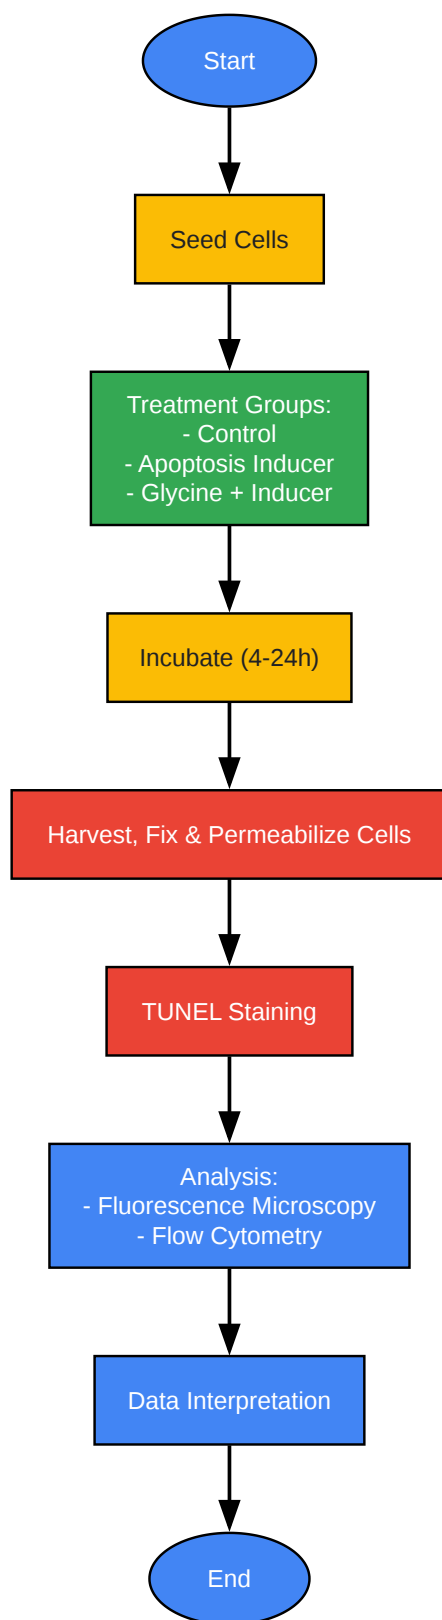 Start
Seed Cells
Treatment Groups:
- Control
- Apoptosis Inducer
- Glycine + Inducer
Incubate (4-24h)
Harvest, Fix & Permeabilize Cells
TUNEL Staining
Analysis:
- Fluorescence Microscopy
- Flow Cytometry
Data Interpretation
End